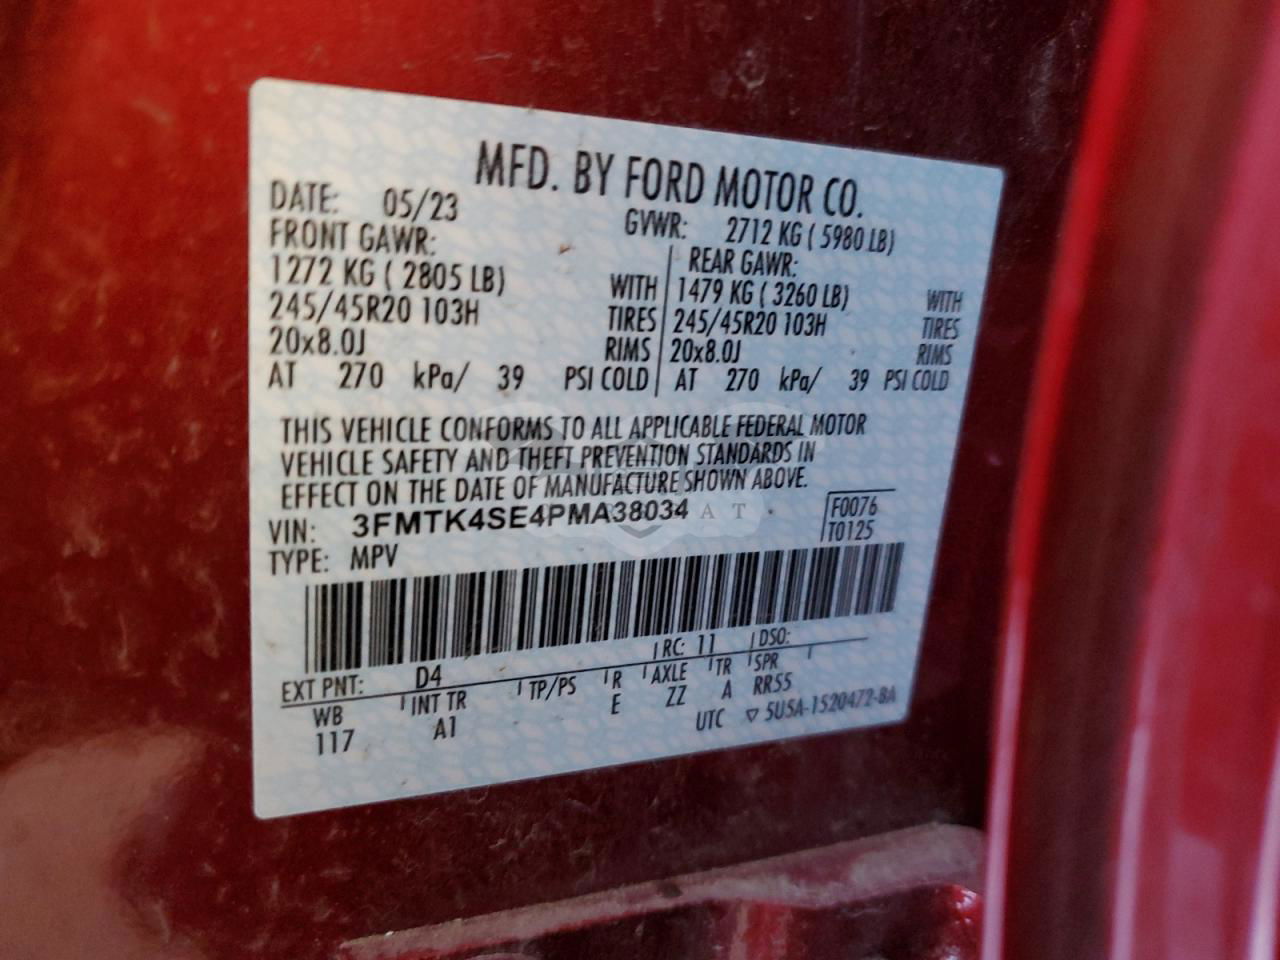 MFD. BY FORD MOTOR CO.
DATE: 05/23 GVWR: 2712 KG ( 5980 LB)
FRONT GAWR: REAR GAWR:
1272 KG ( 2805 LB) WITH 1479 KG ( 3260 LB) WITH
245/45R20 103H TIRES 245/45R20 103H TIRES
20x8.0J RIMS 20x8.0J RIMS
AT 270 kPa/ 39 PSI COLD AT 270 kPa/ 39 PSI COLD
THIS VEHICLE CONFORMS TO ALL APPLICABLE FEDERAL MOTOR
VEHICLE SAFETY AND THEFT PREVENTION STANDARDS IN
EFFECT ON THE DATE OF MANUFACTURE SHOWN ABOVE.
VIN: 3FMTK4SE4PMA38034 F0076
TYPE: MPV T0125
EXT PNT: D4 RC: 11 DSO:
WB INT TR TP/PS R AXLE TR SPR
117 A1 E ZZ A RR55
UTC ▽ 5U5A-1520472-BA